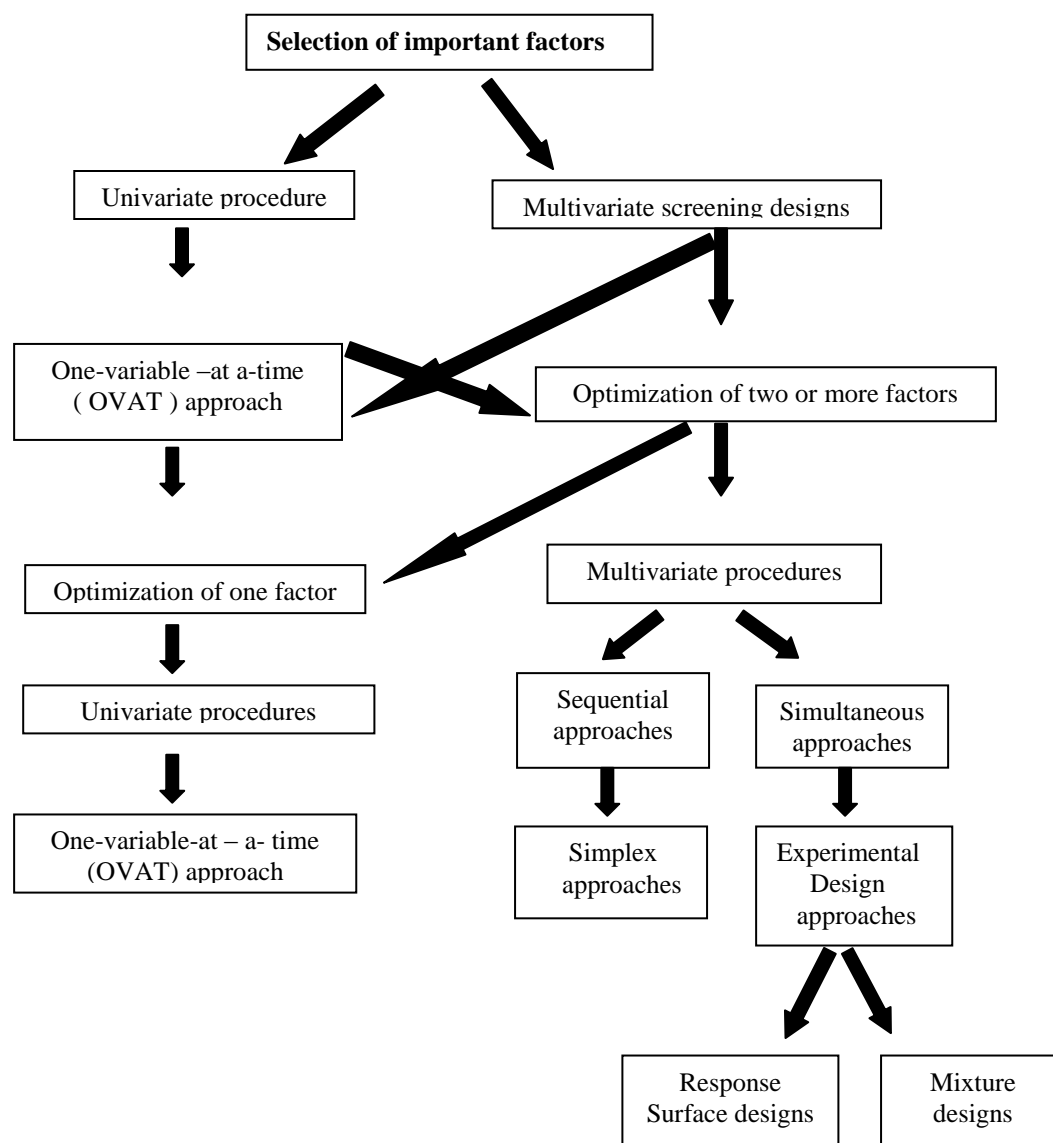 Selection of important factors
Univariate procedure
Multivariate screening designs
One-variable –at a-time
( OVAT ) approach
Optimization of two or more factors
Optimization of one factor
Multivariate procedures
Univariate procedures
Sequential
approaches
Simultaneous
approaches
One-variable-at – a- time
(OVAT) approach
Simplex
approaches
Experimental
Design
approaches
Response
Surface designs
Mixture
designs